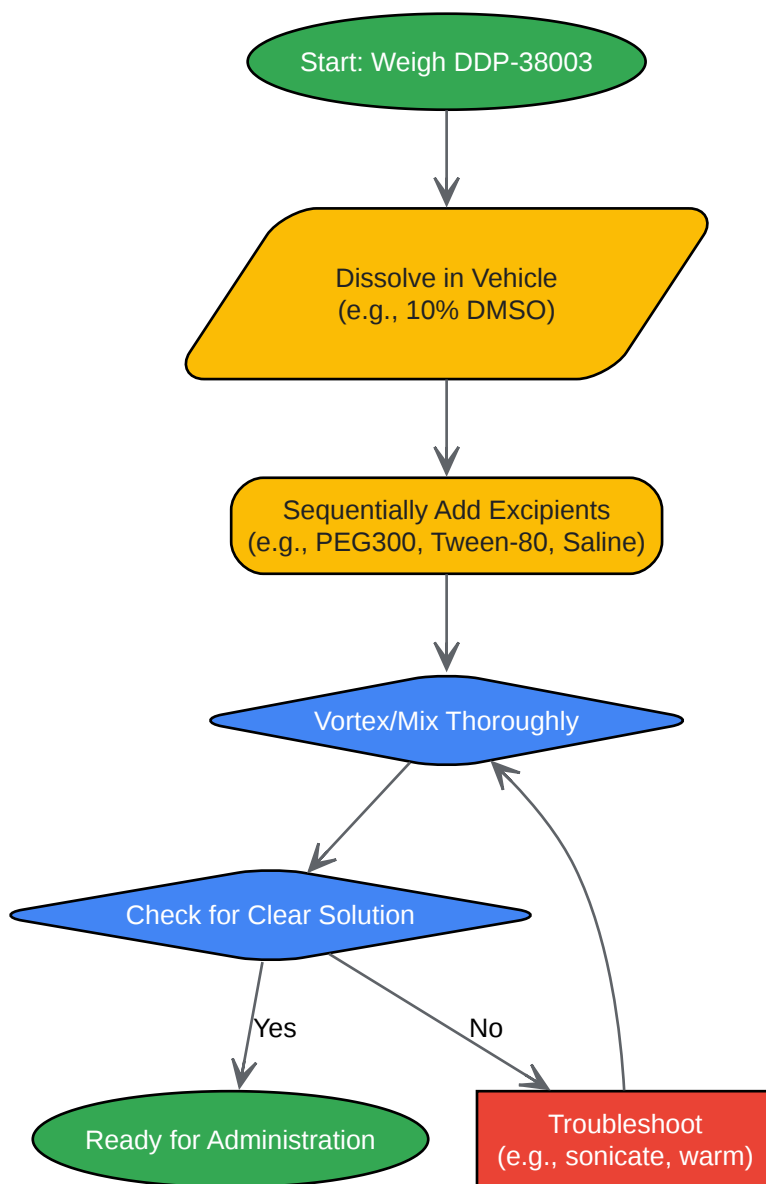 Start: Weigh DDP-38003
Dissolve in Vehicle
(e.g., 10% DMSO)
Sequentially Add Excipients
(e.g., PEG300, Tween-80, Saline)
Vortex/Mix Thoroughly
Check for Clear Solution
Yes
No
Ready for Administration
Troubleshoot
(e.g., sonicate, warm)